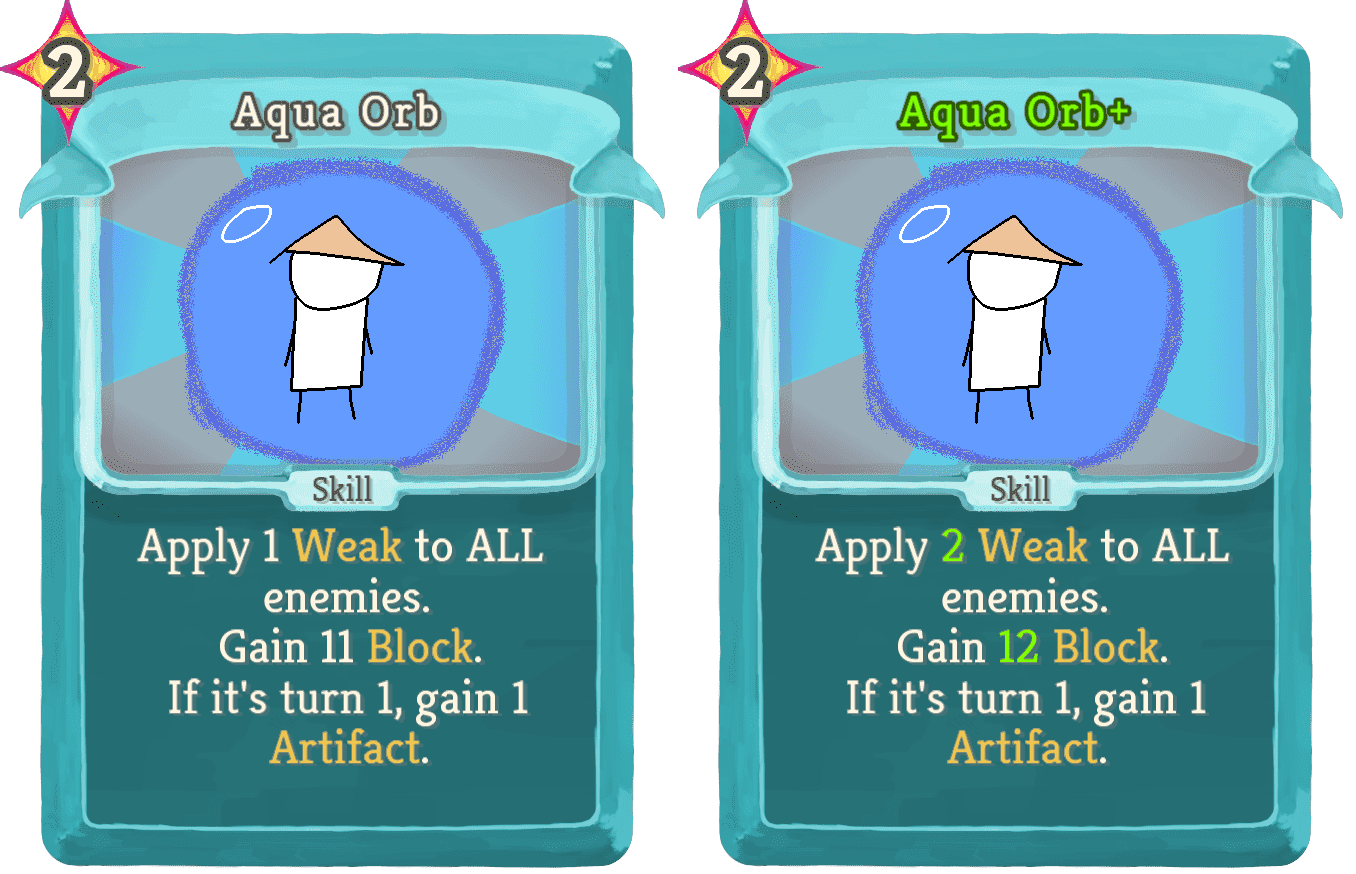 2
Aqua Orb
Skill
Apply 1 Weak to ALL
enemies.
Gain 11 Block.
If it's turn 1, gain 1
Artifact.
2
Aqua Orb+
Skill
Apply 2 Weak to ALL
enemies.
Gain 12 Block.
If it's turn 1, gain 1
Artifact.